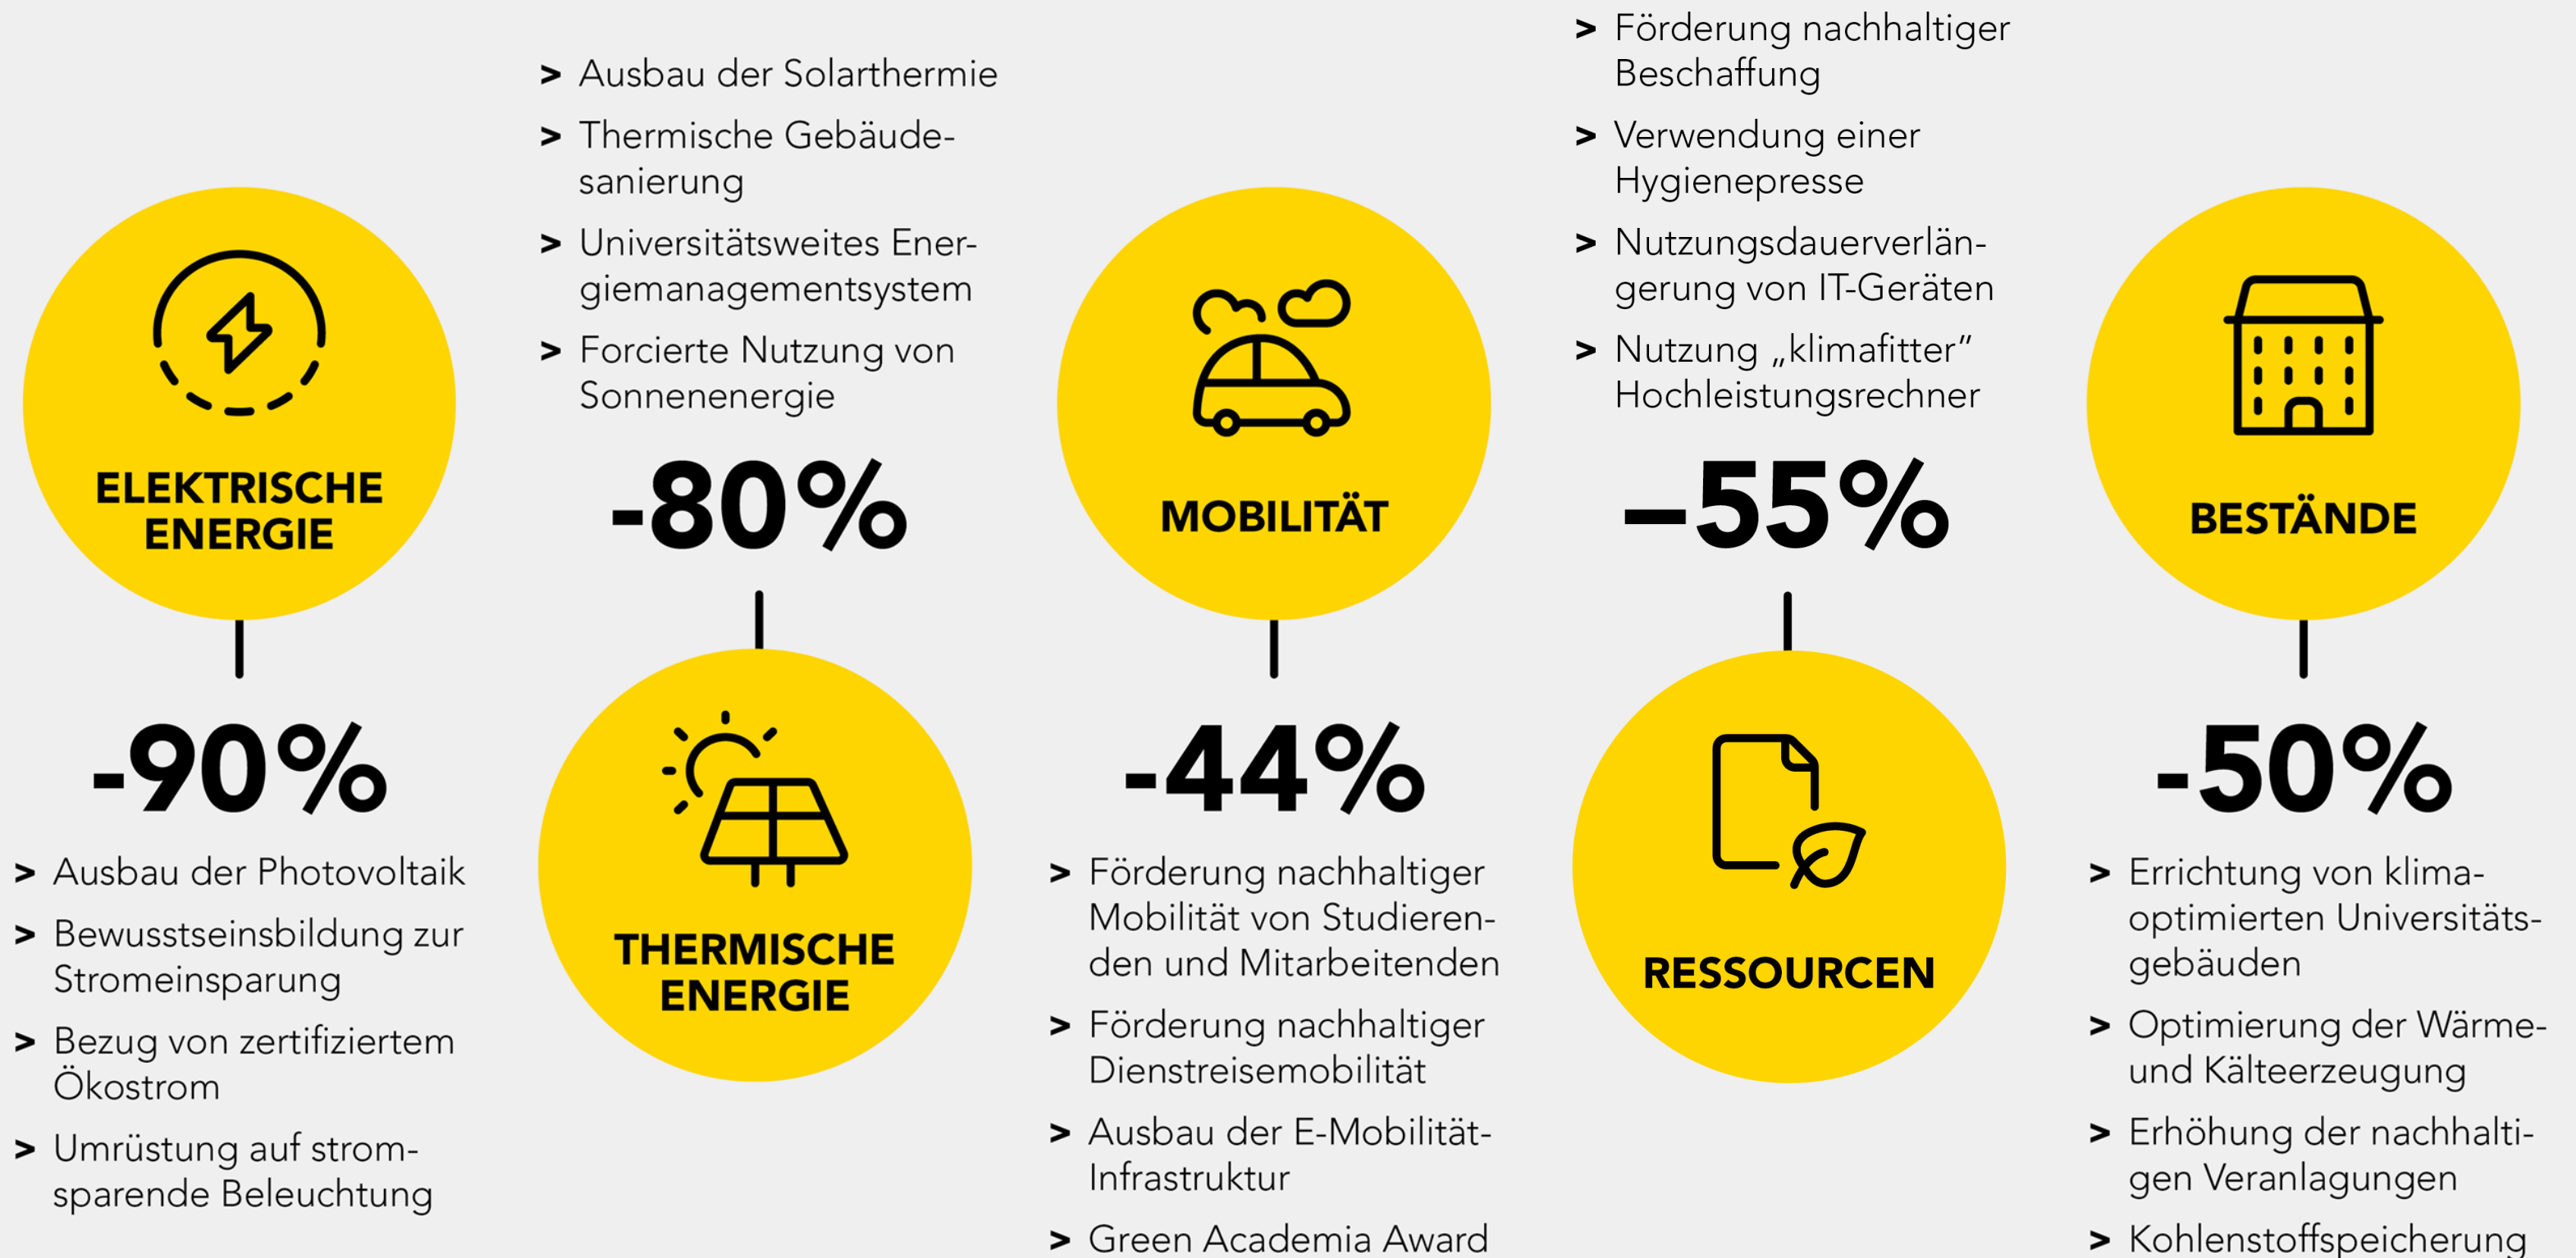 ELEKTRISCHE
ENERGIE
-90%
> Ausbau der Photovoltaik
> Bewusstseinsbildung zur
Stromeinsparung
> Bezug von zertifiziertem
Ökostrom
> Umrüstung auf strom-
sparende Beleuchtung
> Ausbau der Solarthermie
> Thermische Gebäude-
sanierung
> Universitätsweites Ener-
giemanagementsystem
> Forcierte Nutzung von
Sonnenenergie
-80%
THERMISCHE
ENERGIE
MOBILITÄT
-44%
> Förderung nachhaltiger
Mobilität von Studieren-
den und Mitarbeitenden
> Förderung nachhaltiger
Dienstreisemobilität
> Ausbau der E-Mobilität-
Infrastruktur
> Green Academia Award
> Förderung nachhaltiger
Beschaffung
> Verwendung einer
Hygienepresse
> Nutzungsdauerverlän-
gerung von IT-Geräten
> Nutzung „klimafitter”
Hochleistungsrechner
–55%
RESSOURCEN
BESTÄNDE
-50%
> Errichtung von klima-
optimierten Universitäts-
gebäuden
> Optimierung der Wärme-
und Kälteerzeugung
> Erhöhung der nachhalti-
gen Veranlagungen
> Kohlenstoffspeicherung